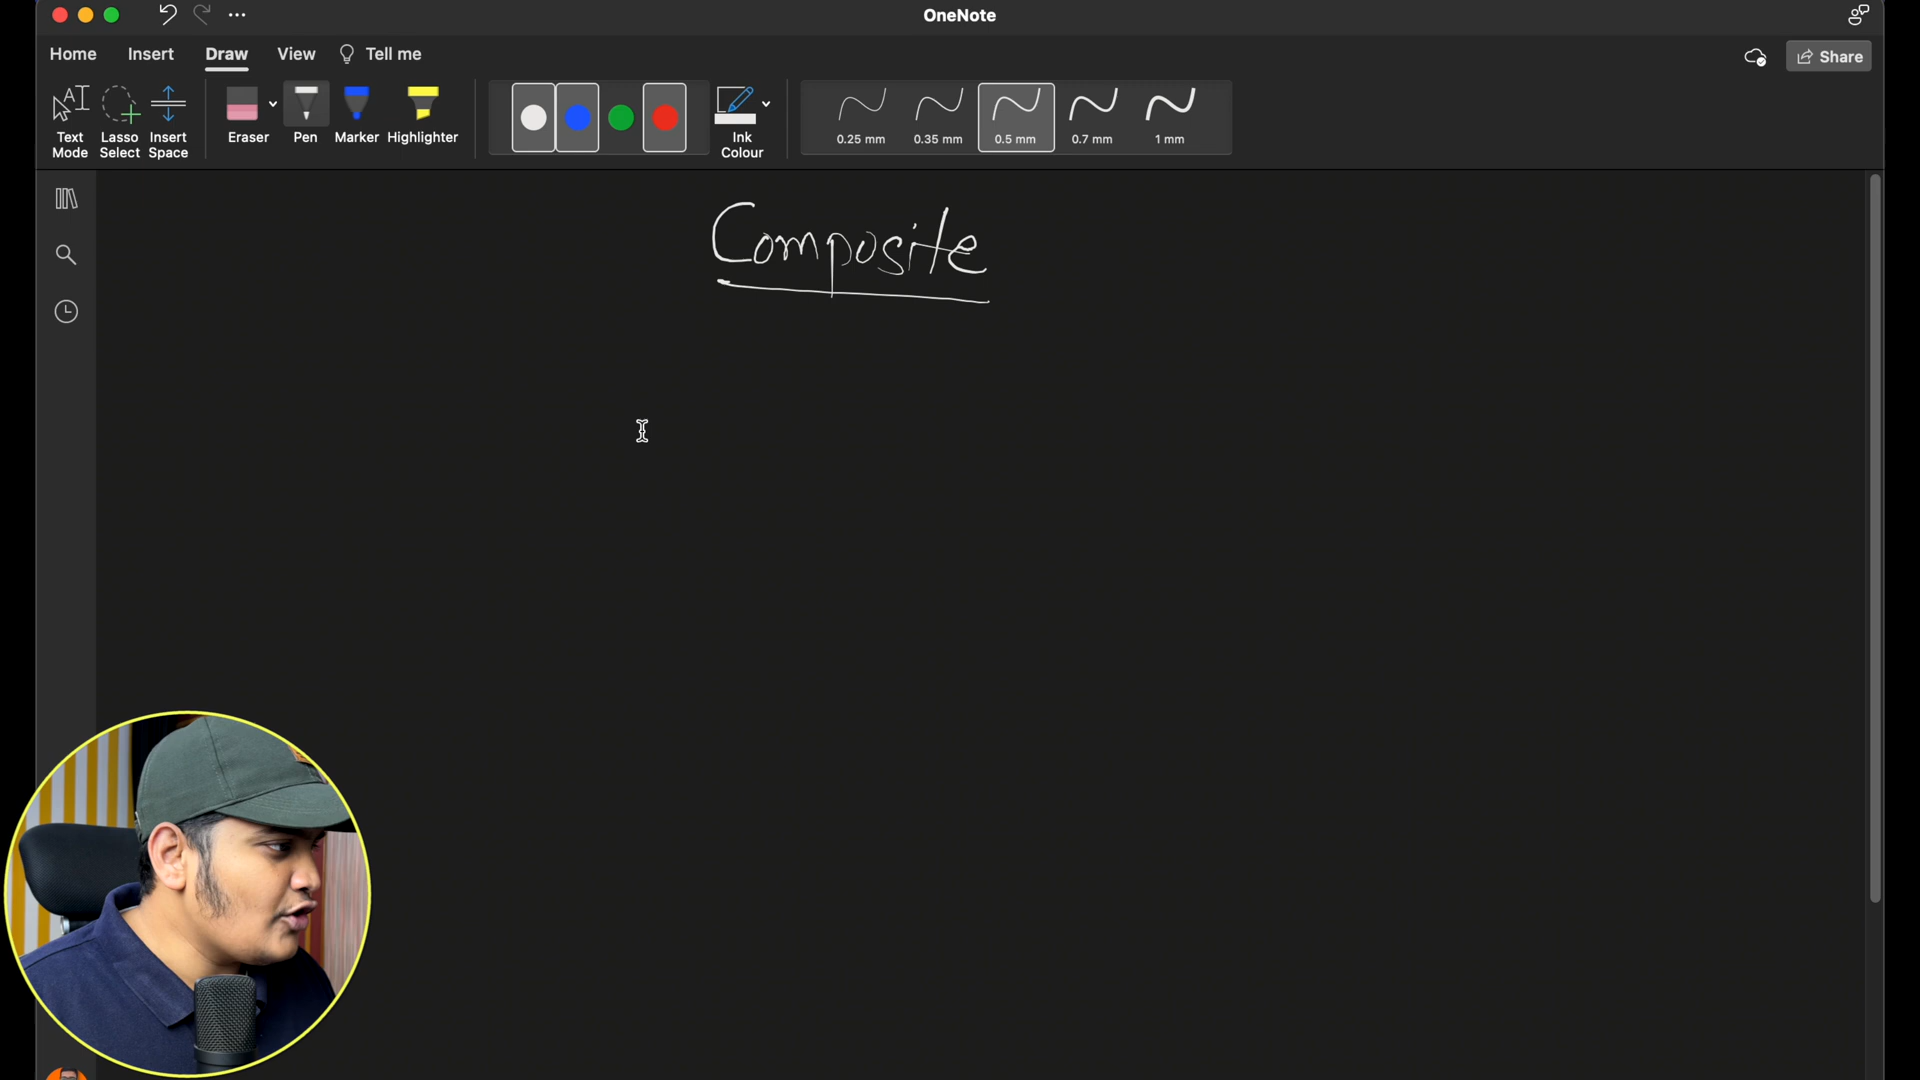 OneNote
Home Insert Draw View Tell me
Share
Text Mode
Lasso Select
Insert Space
Eraser
Pen
Marker
Highlighter
Ink Colour
0.25 mm
0.35 mm
0.5 mm
0.7 mm
1 mm
Composite